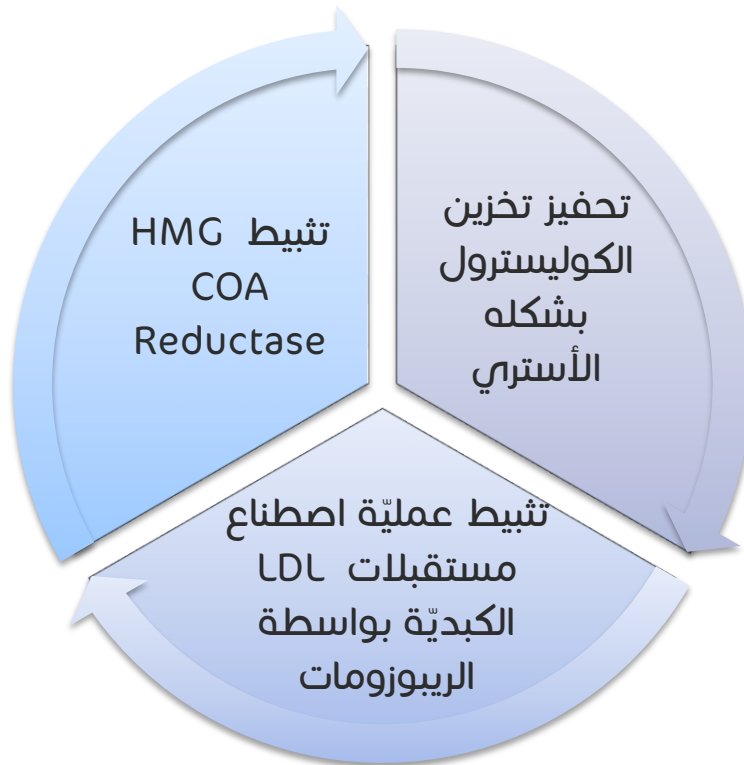 تحفيز تخزين
الكوليسترول
بشكله
الأستري
تثبيط عمليّة اصطناع
مستقبلات LDL
الكبديّة بواسطة
الريبوزومات
تثبيط HMG
COA
Reductase